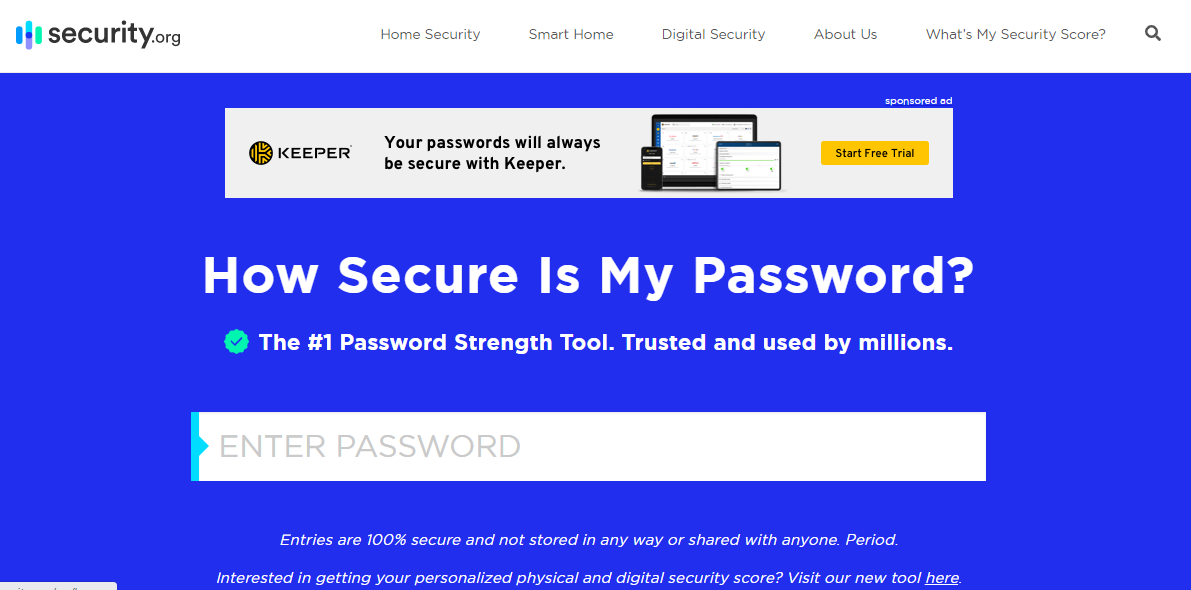 security.org
Home Security
Smart Home
Digital Security
About Us
What's My Security Score?
sponsored ad
KEEPER
Your passwords will always
be secure with Keeper.
Start Free Trial
How Secure Is My Password?
The #1 Password Strength Tool. Trusted and used by millions.
ENTER PASSWORD
Entries are 100% secure and not stored in any way or shared with anyone. Period.
Interested in getting your personalized physical and digital security score? Visit our new tool here.